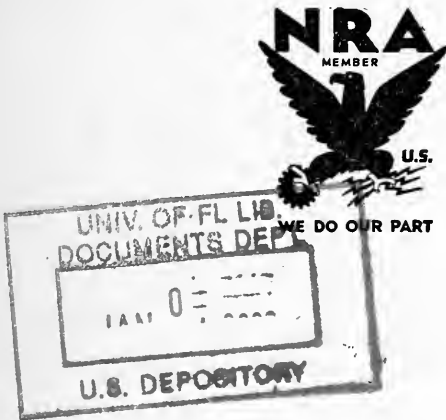 NRA
MEMBER
U.S.
WE DO OUR PART
UNIV. OF FL LIB.
DOCUMENTS DEPT
U.S. DEPOSITORY